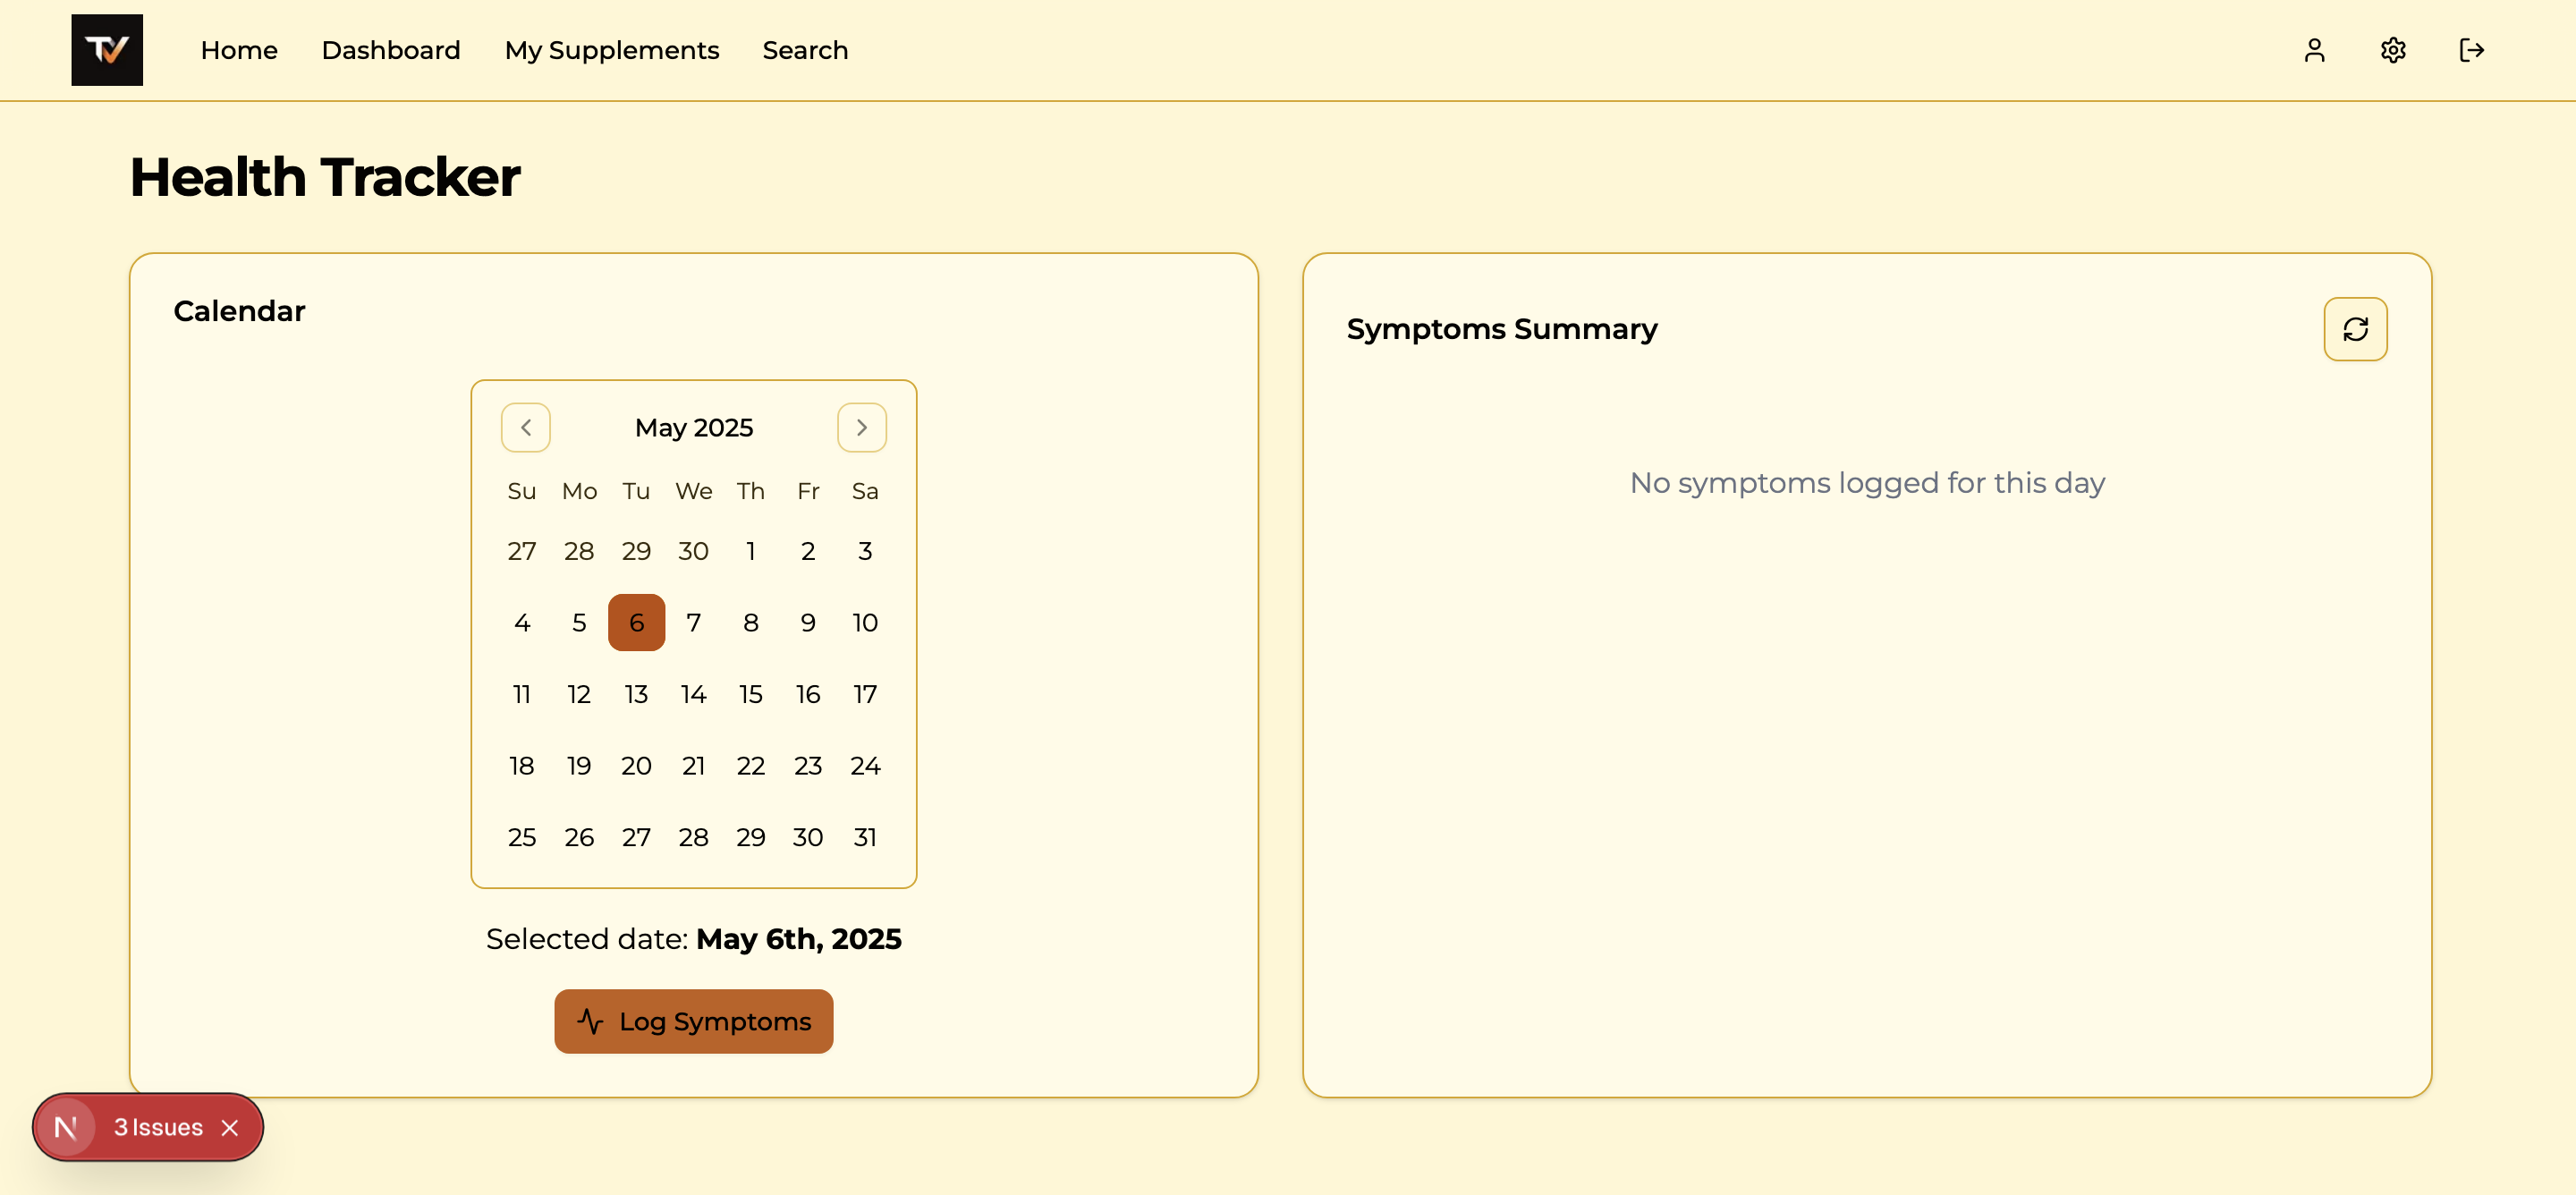 TV
Home Dashboard My Supplements Search
Health Tracker
Calendar
May 2025
Su Mo Tu We Th Fr Sa
27 28 29 30 1 2 3
4 5 6 7 8 9 10
11 12 13 14 15 16 17
18 19 20 21 22 23 24
25 26 27 28 29 30 31
Selected date: May 6th, 2025
Log Symptoms
Symptoms Summary
No symptoms logged for this day
N 3 Issues